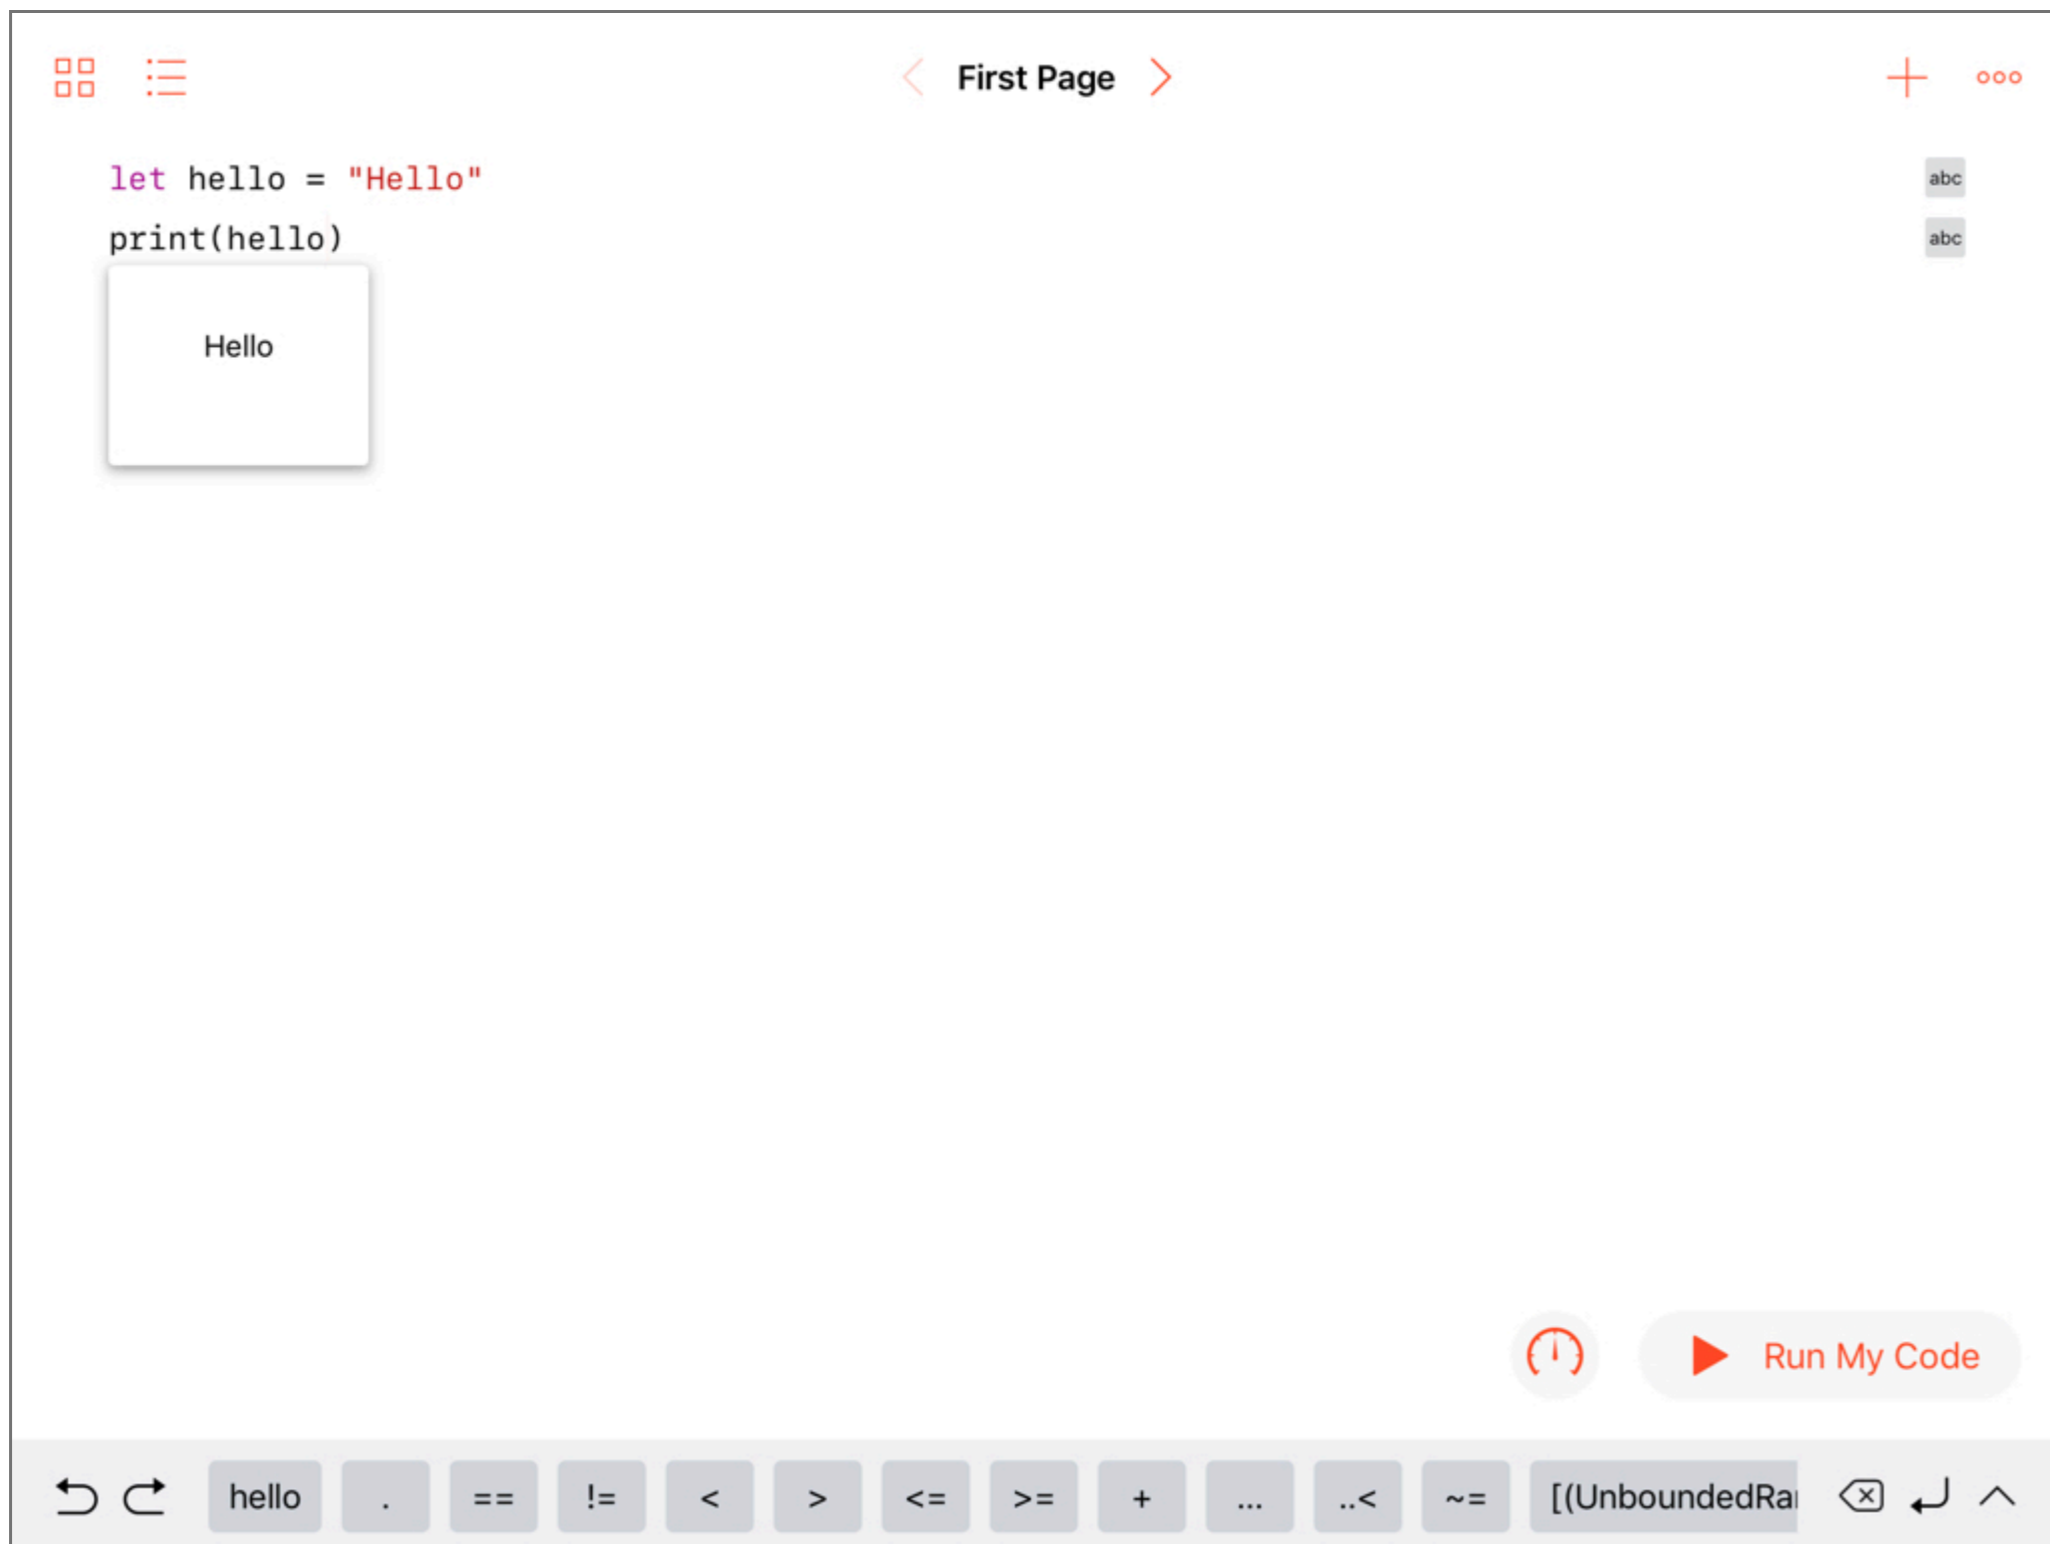 First Page
let hello = "Hello"
abc
print(hello)
abc
Hello
Run My Code
hello . == != < > <= >= + ... ..< ~= [(UnboundedRa